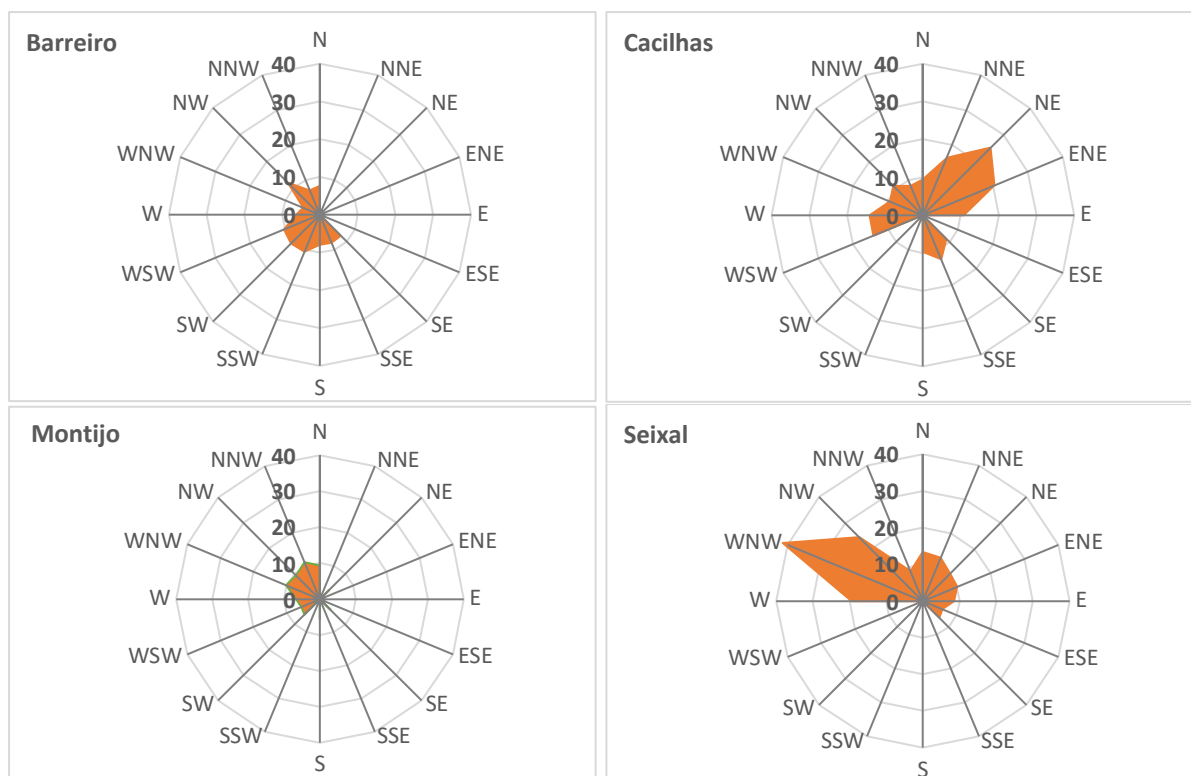 Barreiro
N
NNE
NE
ENE
E
ESE
SE
SSE
S
SSW
SW
WSW
W
WNW
NW
NNW
40
30
20
10
0
Cacilhas
N
NNE
NE
ENE
E
ESE
SE
SSE
S
SSW
SW
WSW
W
WNW
NW
NNW
40
30
20
10
0
Montijo
N
NNE
NE
ENE
E
ESE
SE
SSE
S
SSW
SW
WSW
W
WNW
NW
NNW
40
30
20
10
0
Seixal
N
NNE
NE
ENE
E
ESE
SE
SSE
S
SSW
SW
WSW
W
WNW
NW
NNW
40
30
20
10
0